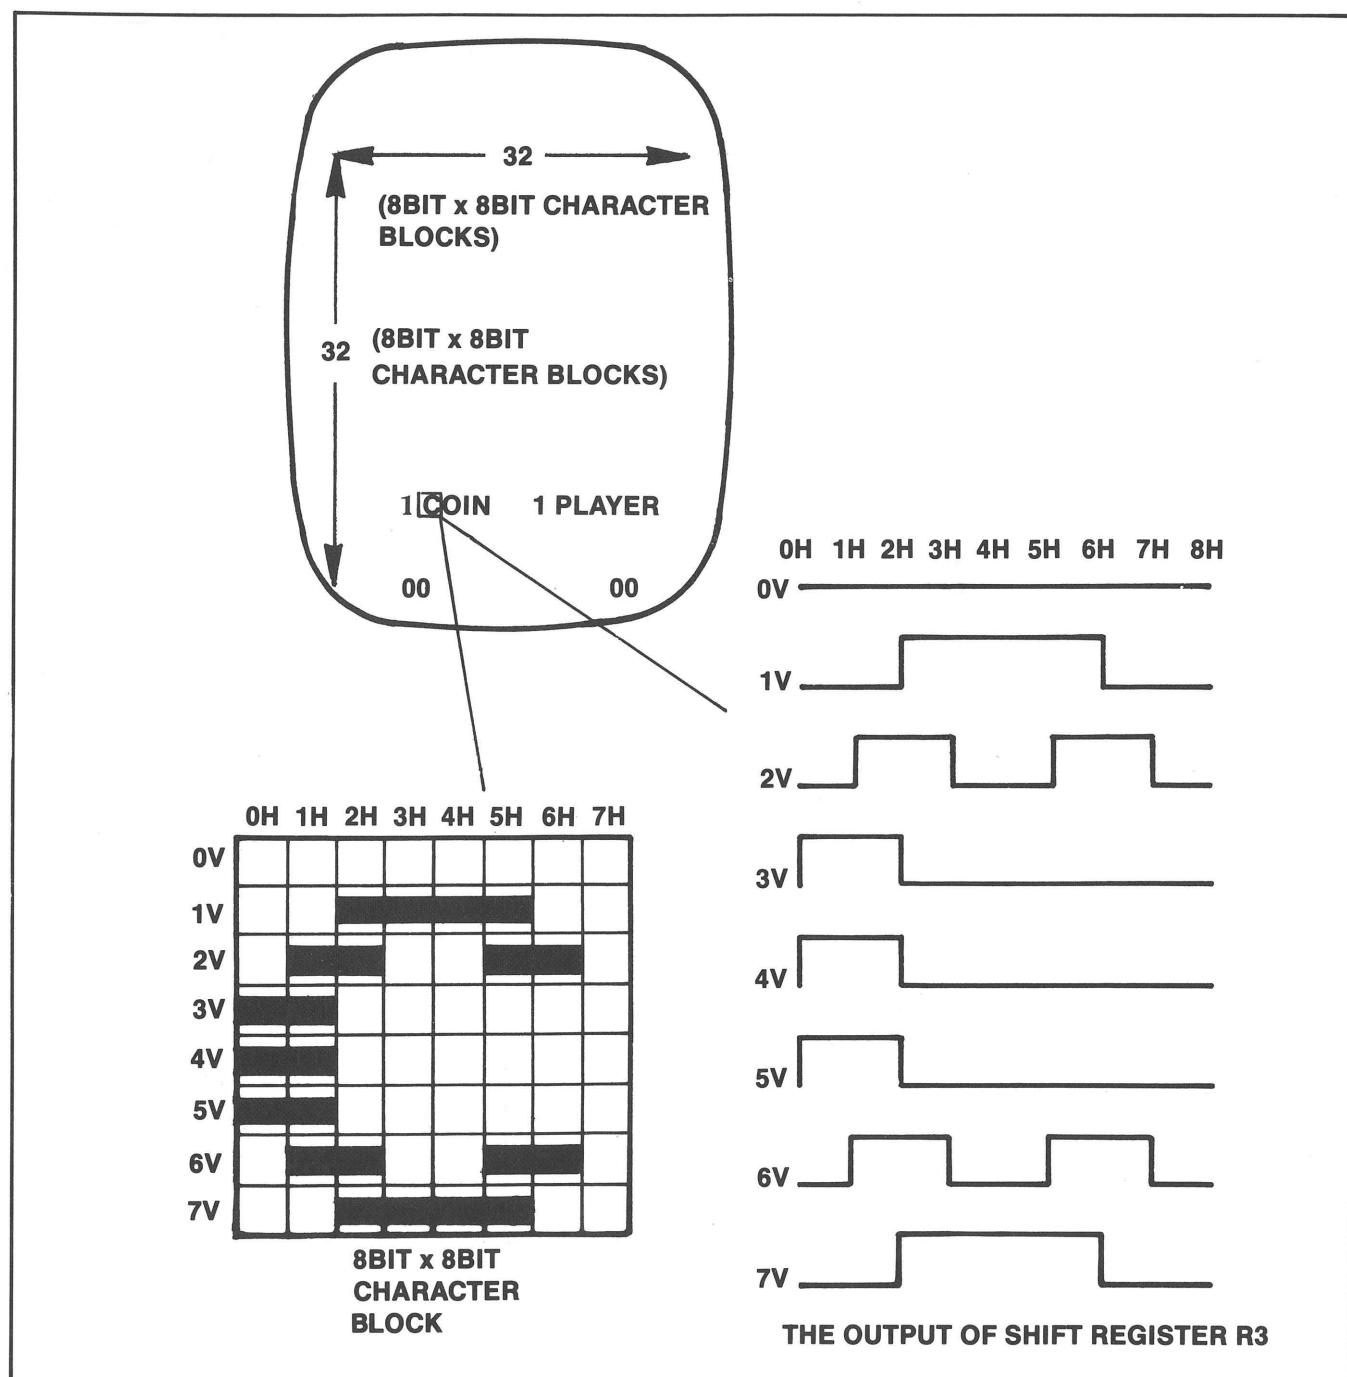 32
(8BIT x 8BIT CHARACTER
BLOCKS)
32
(8BIT x 8BIT
CHARACTER BLOCKS)
1 COIN 1 PLAYER
00 00
0H 1H 2H 3H 4H 5H 6H 7H
0V
1V
2V
3V
4V
5V
6V
7V
8BIT x 8BIT
CHARACTER
BLOCK
0H 1H 2H 3H 4H 5H 6H 7H 8H
0V
1V
2V
3V
4V
5V
6V
7V
THE OUTPUT OF SHIFT REGISTER R3